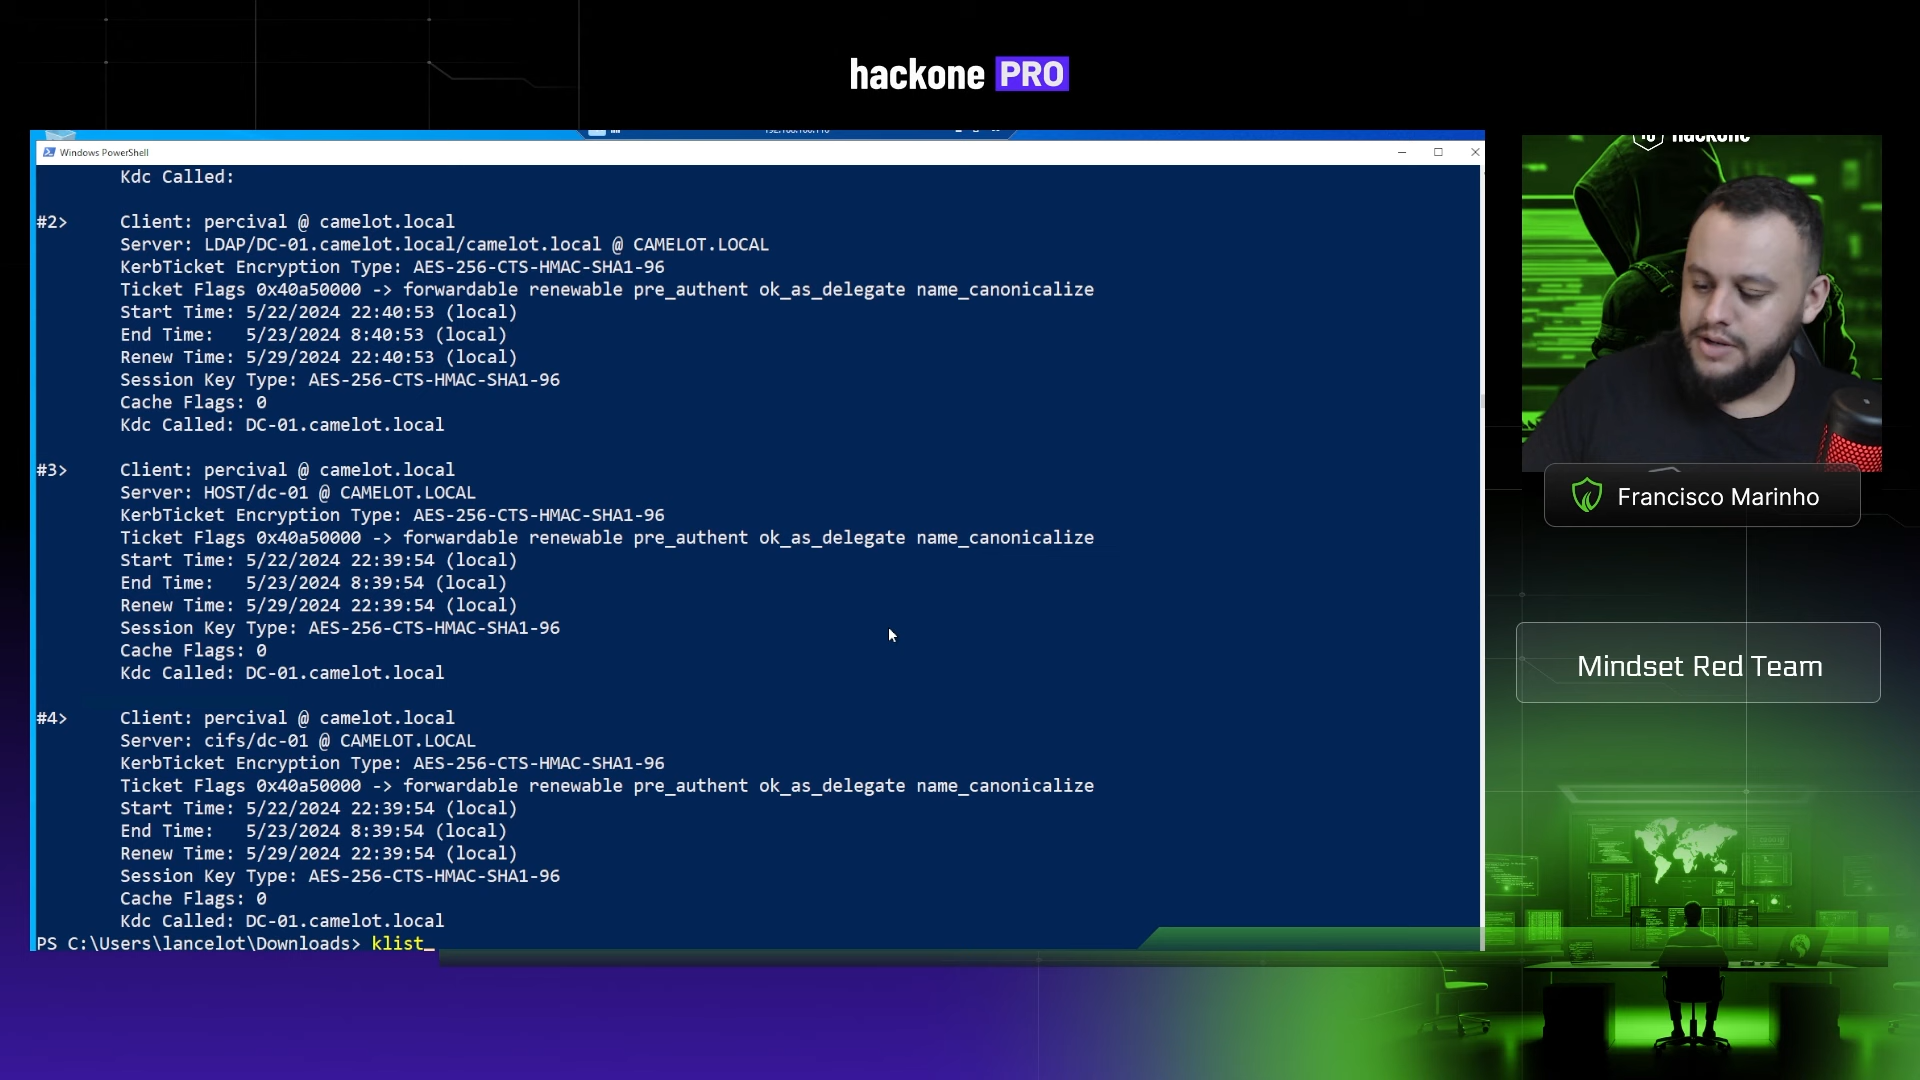 hackone PRO
Windows PowerShell
Kdc Called:
#2> Client: percival @ camelot.local
Server: LDAP/DC-01.camelot.local/camelot.local @ CAMELOT.LOCAL
KerbTicket Encryption Type: AES-256-CTS-HMAC-SHA1-96
Ticket Flags 0x40a50000 -> forwardable renewable pre_authent ok_as_delegate name_canonicalize
Start Time: 5/22/2024 22:40:53 (local)
End Time: 5/23/2024 8:40:53 (local)
Renew Time: 5/29/2024 22:40:53 (local)
Session Key Type: AES-256-CTS-HMAC-SHA1-96
Cache Flags: 0
Kdc Called: DC-01.camelot.local
#3> Client: percival @ camelot.local
Server: HOST/dc-01 @ CAMELOT.LOCAL
KerbTicket Encryption Type: AES-256-CTS-HMAC-SHA1-96
Ticket Flags 0x40a50000 -> forwardable renewable pre_authent ok_as_delegate name_canonicalize
Start Time: 5/22/2024 22:39:54 (local)
End Time: 5/23/2024 8:39:54 (local)
Renew Time: 5/29/2024 22:39:54 (local)
Session Key Type: AES-256-CTS-HMAC-SHA1-96
Cache Flags: 0
Kdc Called: DC-01.camelot.local
#4> Client: percival @ camelot.local
Server: cifs/dc-01 @ CAMELOT.LOCAL
KerbTicket Encryption Type: AES-256-CTS-HMAC-SHA1-96
Ticket Flags 0x40a50000 -> forwardable renewable pre_authent ok_as_delegate name_canonicalize
Start Time: 5/22/2024 22:39:54 (local)
End Time: 5/23/2024 8:39:54 (local)
Renew Time: 5/29/2024 22:39:54 (local)
Session Key Type: AES-256-CTS-HMAC-SHA1-96
Cache Flags: 0
Kdc Called: DC-01.camelot.local
PS C:\Users\lancelot\Downloads> klist_
hackone
Francisco Marinho
Mindset Red Team